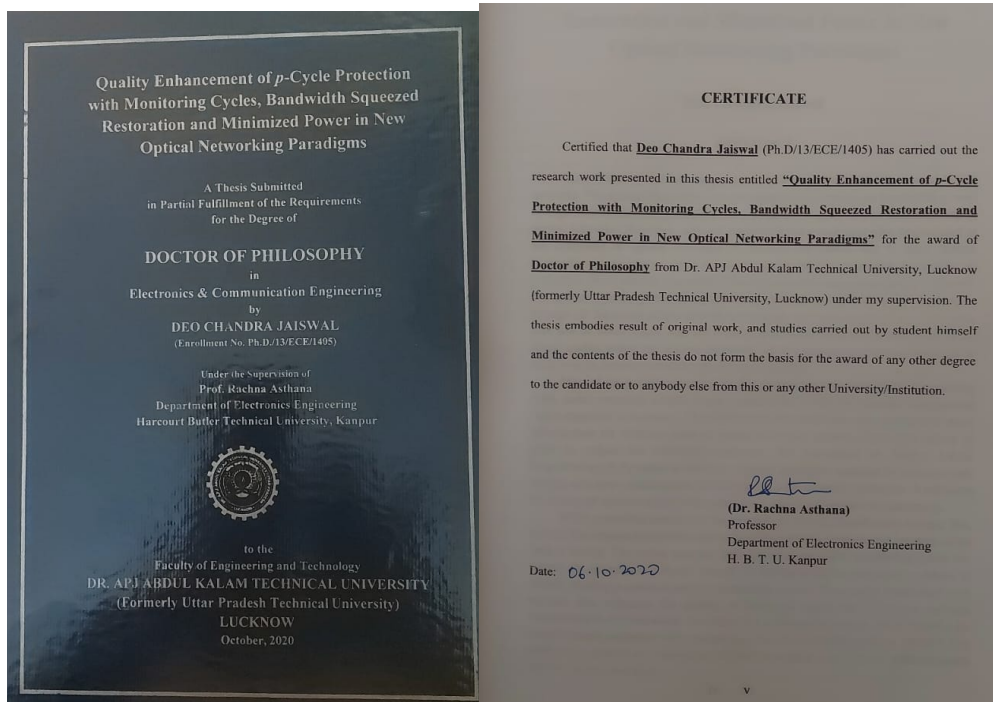 Quality Enhancement of p-Cycle Protection
with Monitoring Cycles, Bandwidth Squeezed
Restoration and Minimized Power in New
Optical Networking Paradigms
A Thesis Submitted
in Partial Fulfillment of the Requirements
for the Degree of
DOCTOR OF PHILOSOPHY
in
Electronics & Communication Engineering
by
DEO CHANDRA JAISWAL
(Enrollment No. Ph.D./13/ECE/1405)
Under the Supervision of
Prof. Rachna Asthana
Department of Electronics Engineering
Harcourt Butler Technical University, Kanpur
to the
Faculty of Engineering and Technology
DR. APJ ABDUL KALAM TECHNICAL UNIVERSITY
(Formerly Uttar Pradesh Technical University)
LUCKNOW
October, 2020
CERTIFICATE
Certified that Deo Chandra Jaiswal (Ph.D/13/ECE/1405) has carried out the
research work presented in this thesis entitled “Quality Enhancement of p-Cycle
Protection with Monitoring Cycles, Bandwidth Squeezed Restoration and
Minimized Power in New Optical Networking Paradigms” for the award of
Doctor of Philosophy from Dr. APJ Abdul Kalam Technical University, Lucknow
(formerly Uttar Pradesh Technical University, Lucknow) under my supervision. The
thesis embodies result of original work, and studies carried out by student himself
and the contents of the thesis do not form the basis for the award of any other degree
to the candidate or to anybody else from this or any other University/Institution.
(Dr. Rachna Asthana)
Professor
Department of Electronics Engineering
H. B. T. U. Kanpur
Date: 06.10.2020
v